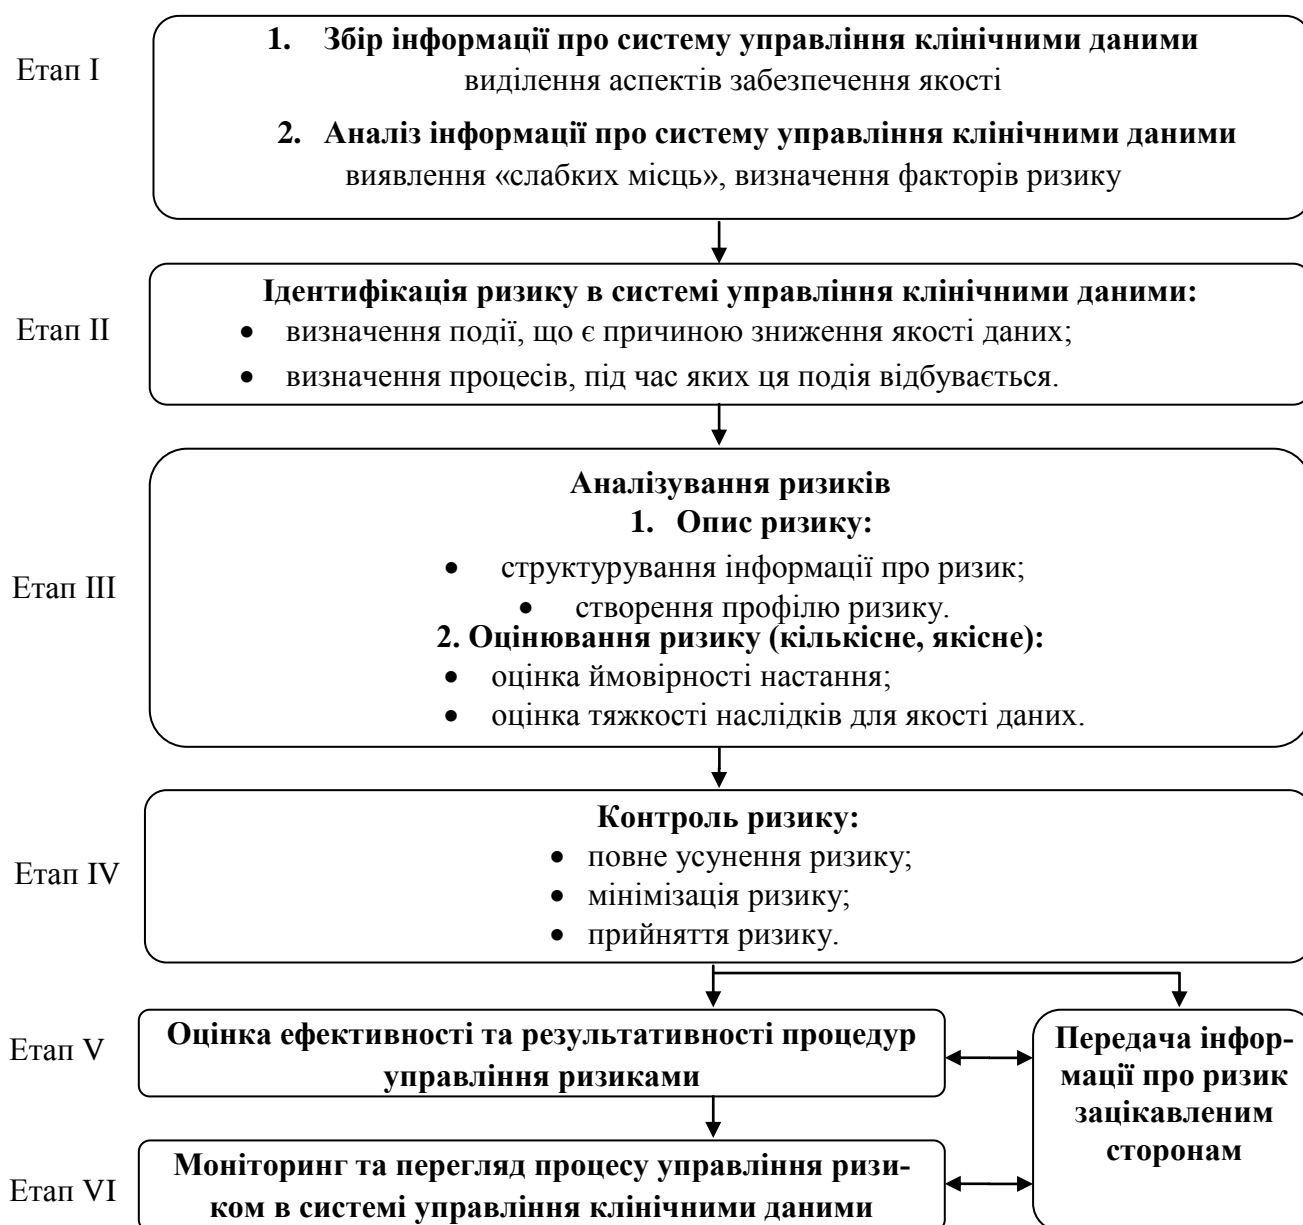 Етап I
1. Збір інформації про систему управління клінічними даними
виділення аспектів забезпечення якості
2. Аналіз інформації про систему управління клінічними даними
виявлення «слабких місць», визначення факторів ризику
Етап II
Ідентифікація ризику в системі управління клінічними даними:
• визначення події, що є причиною зниження якості даних;
• визначення процесів, під час яких ця подія відбувається.
Етап III
Аналізування ризиків
1. Опис ризику:
• структурування інформації про ризик;
• створення профілю ризику.
2. Оцінювання ризику (кількісне, якісне):
• оцінка ймовірності настання;
• оцінка тяжкості наслідків для якості даних.
Етап IV
Контроль ризику:
• повне усунення ризику;
• мінімізація ризику;
• прийняття ризику.
Етап V
Оцінка ефективності та результативності процедур
управління ризиками
Передача інфор-
мації про ризик
зацікавленим
сторонам
Етап VI
Моніторинг та перегляд процесу управління ризи-
ком в системі управління клінічними даними